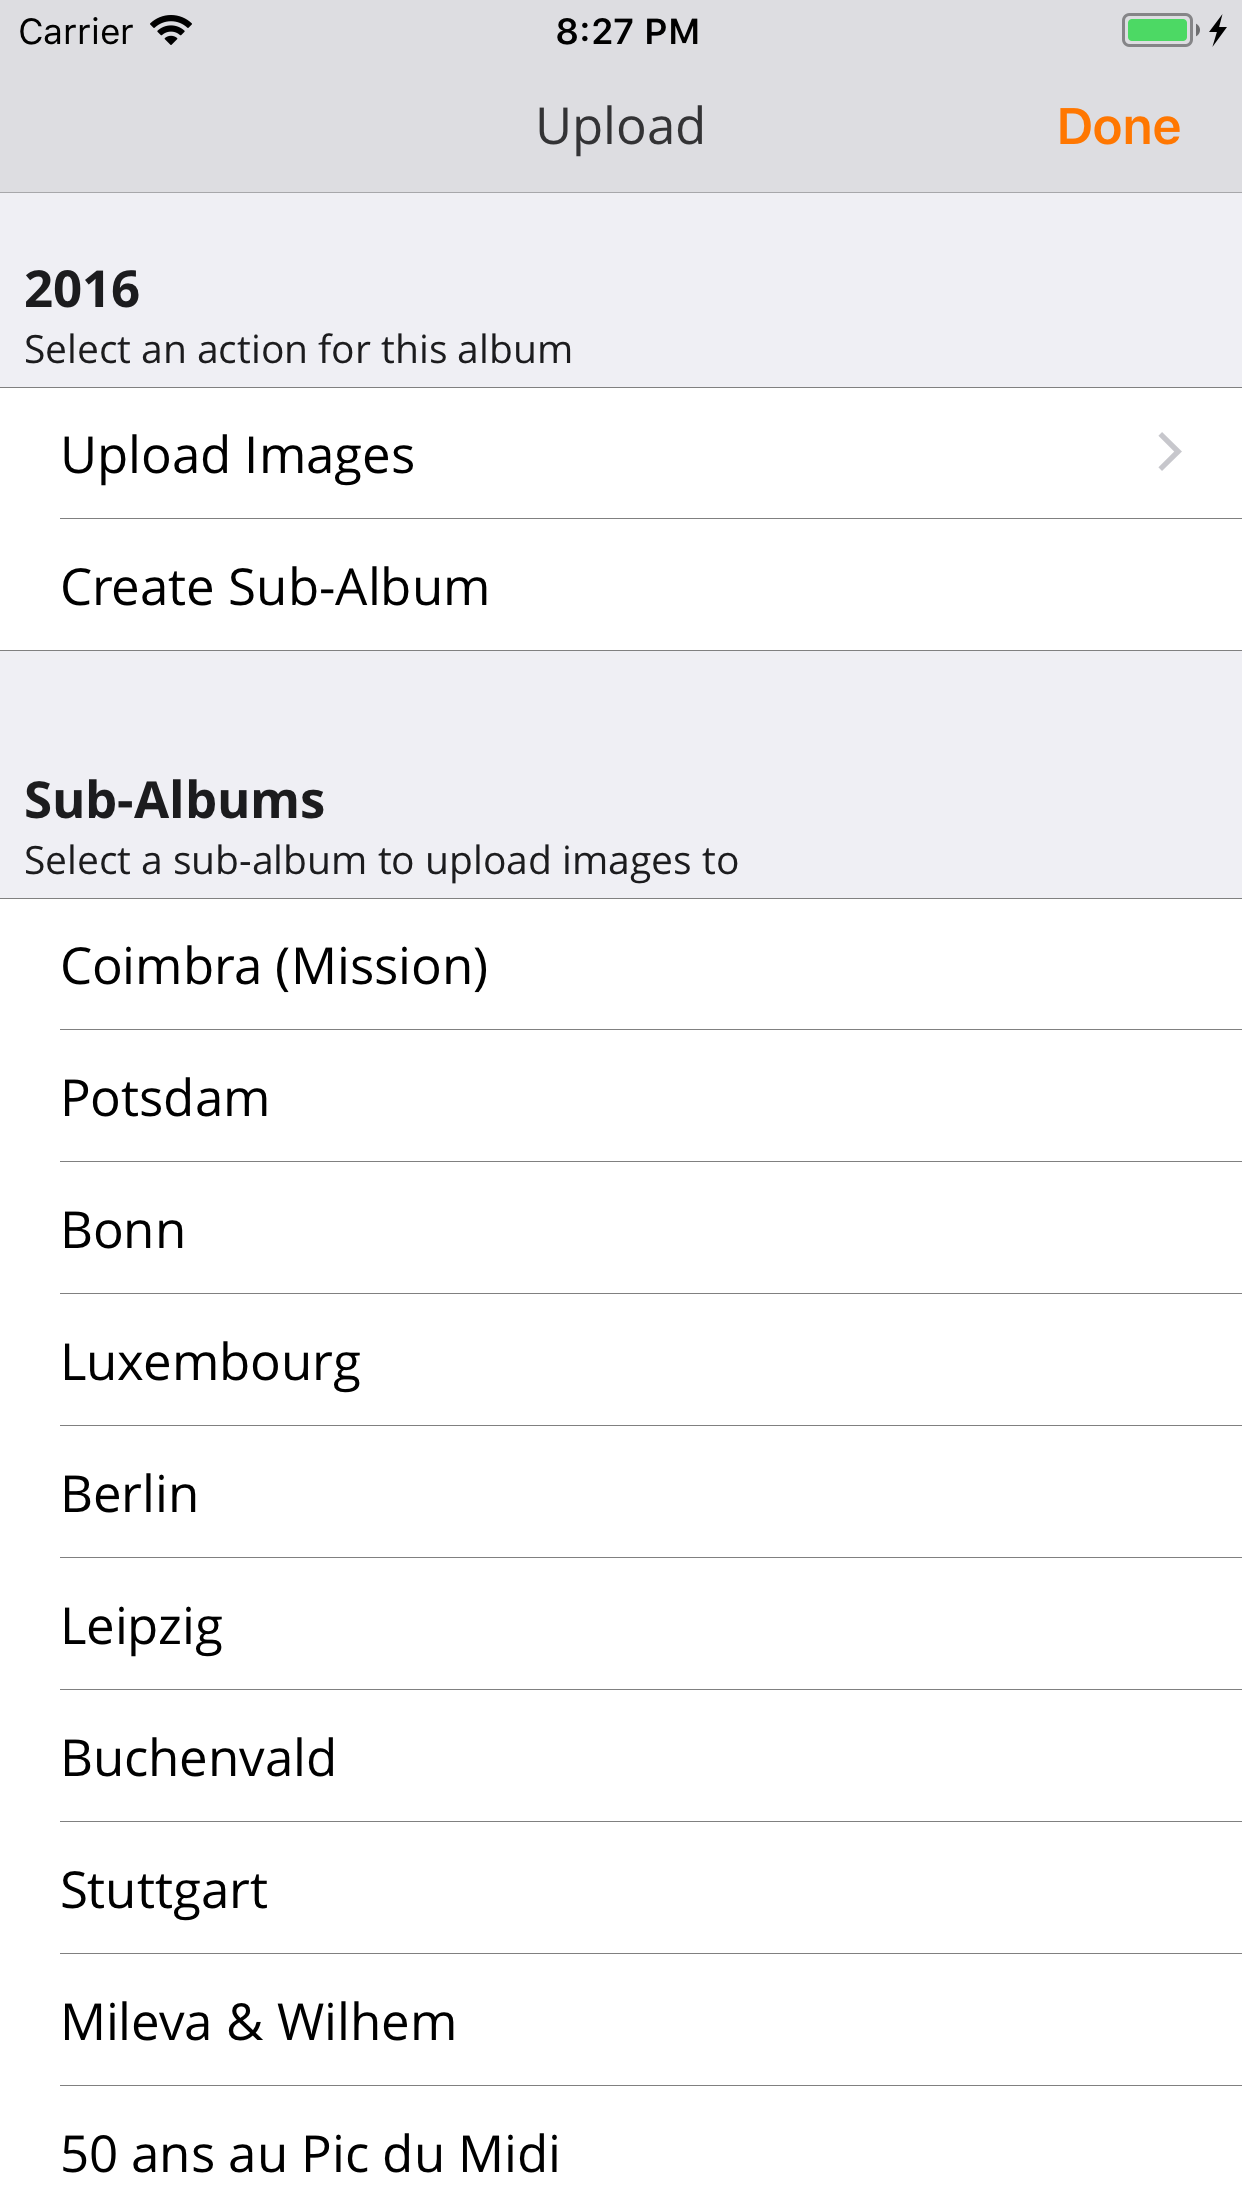 Carrier 8:27 PM
Upload Done
2016
Select an action for this album
Upload Images
Create Sub-Album
Sub-Albums
Select a sub-album to upload images to
Coimbra (Mission)
Potsdam
Bonn
Luxembourg
Berlin
Leipzig
Buchenvald
Stuttgart
Mileva & Wilhem
50 ans au Pic du Midi